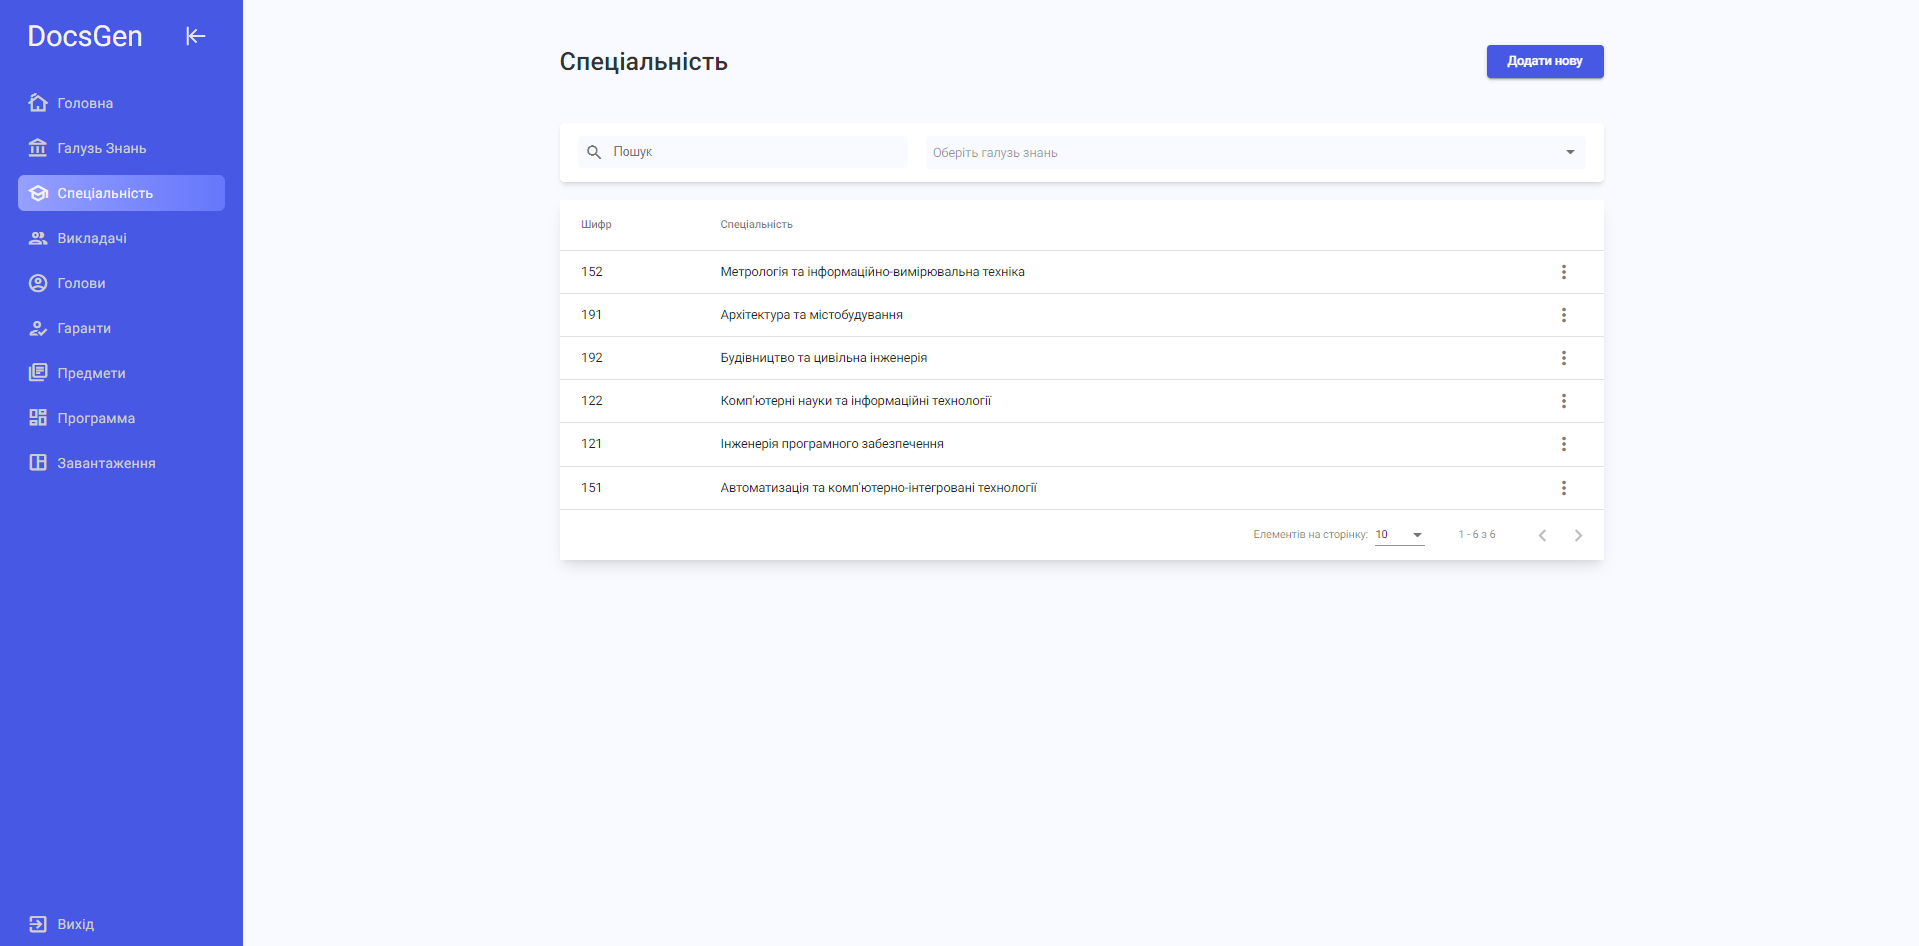 DocsGen
Головна
Галузь Знань
Спеціальність
Викладачі
Голови
Гаранти
Предмети
Программа
Завантаження
Вихід
Спеціальність
Додати нову
Пошук
Оберіть галузь знань
Шифр Спеціальність
152 Метрологія та інформаційно-вимірювальна техніка
191 Архітектура та містобудування
192 Будівництво та цивільна інженерія
122 Комп'ютерні науки та інформаційні технології
121 Інженерія програмного забезпечення
151 Автоматизація та комп'ютерно-інтегровані технології
Елементів на сторінку: 10 1 - 6 з 6